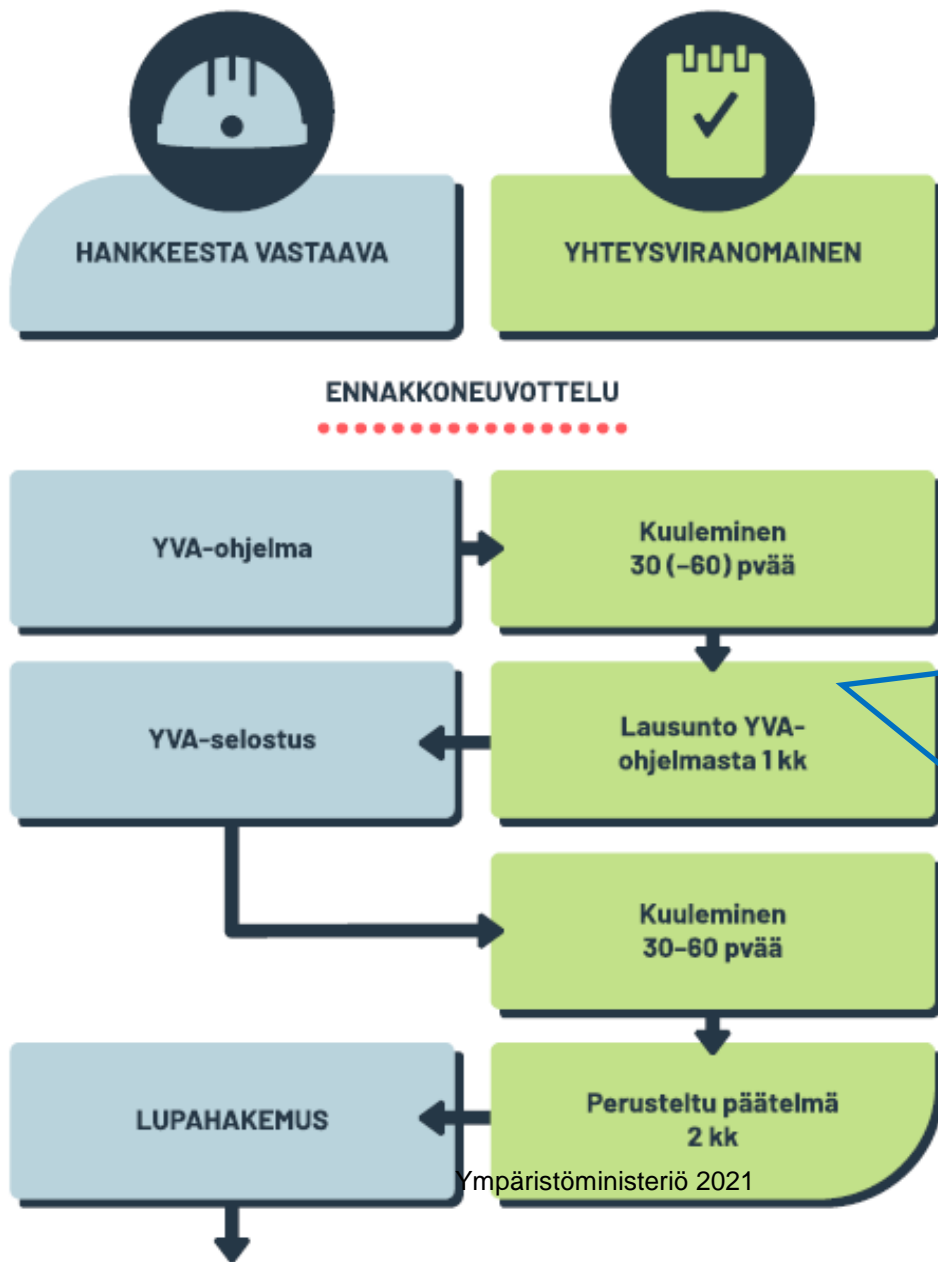 HANKKEESTA VASTAAVA
YHTEYSVIRANOMAINEN
ENNAKKONEUVOTTELU
YVA-ohjelma
Kuuleminen
30 (–60) pvää
YVA-selostus
Lausunto YVA-
ohjelmasta 1 kk
Kuuleminen
30–60 pvää
LUPAHAKEMUS
Perusteltu päätelmä
2 kk
Ympäristöministeriö 2021